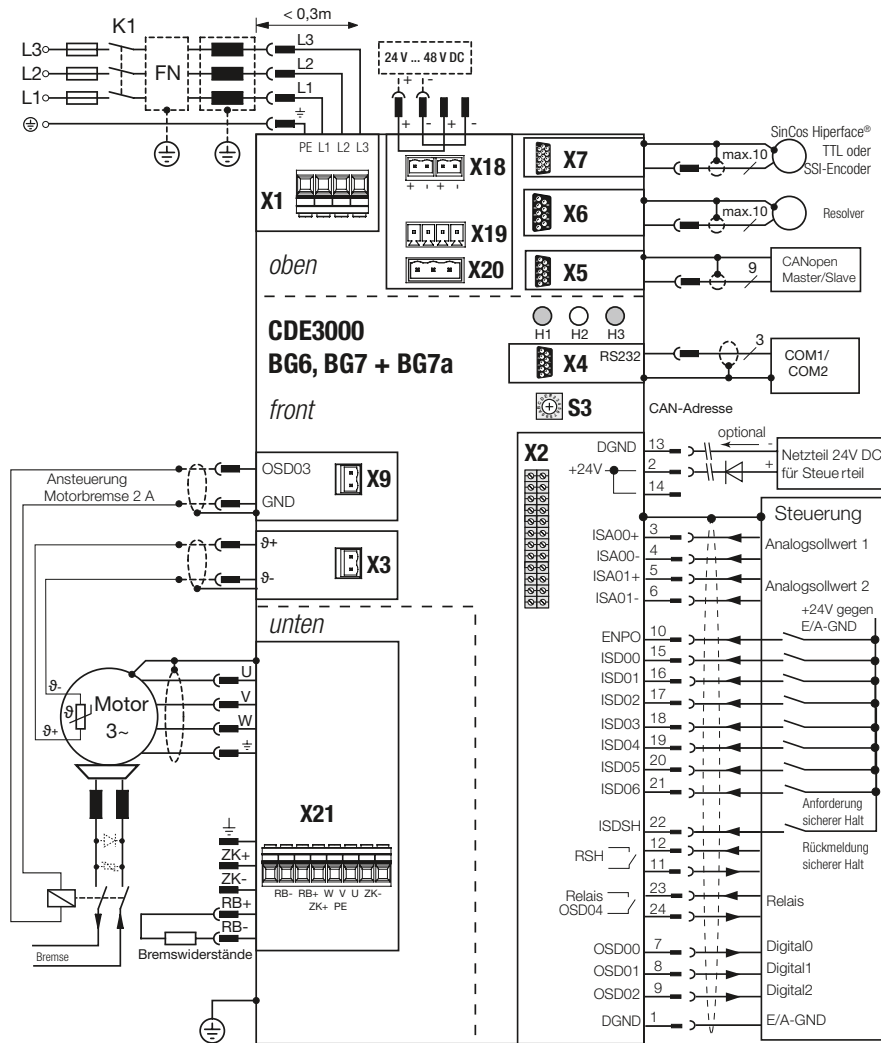 < 0,3m
K1
L3
L2
L1
FN
L3
L2
L1
PE L1 L2 L3
X1
24 V ... 48 V DC
+ -
+ - + -
X18
+ - + -
X19
X20
oben
X7
max.10
SinCos Hiperface®
TTL oder
SSI-Encoder
X6
max.10
Resolver
X5
9
CANopen
Master/Slave
CDE3000
BG6, BG7 + BG7a
front
H1 H2 H3
X4
RS232
3
COM1/
COM2
S3
CAN-Adresse
X2
DGND 13
+24V 2
14
optional
-
+
Netzteil 24V DC
für Steue rteil
Steuerung
ISA00+ 3
ISA00- 4
Analogsollwert 1
ISA01+ 5
ISA01- 6
Analogsollwert 2
+24V gegen
E/A-GND
ENPO 10
ISD00 15
ISD01 16
ISD02 17
ISD03 18
ISD04 19
ISD05 20
ISD06 21
Anforderung
sicherer Halt
ISDSH 22
RSH 12
11
Rückmeldung
sicherer Halt
Relais 23
OSD04 24
Relais
OSD00 7 Digital0
OSD01 8 Digital1
OSD02 9 Digital2
DGND 1 E/A-GND
Ansteuerung
Motorbremse 2 A
OSD03
GND
X9
ϑ+
ϑ-
X3
unten
ϑ-
ϑ
ϑ+
Motor
3~
U
V
W
X21
ZK+
ZK-
RB+
RB-
RB- RB+ W V U ZK-
ZK+ PE
Bremswiderstände
Bremse